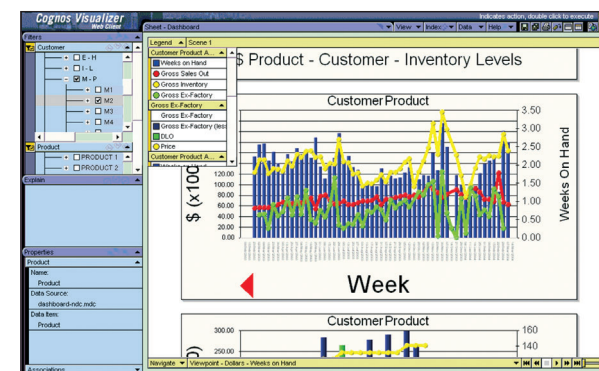 Cognos Visualizer
Web Client
Indicates action, double click to execute
Sheet - Dashboard
View
Index
Data
Help
Filters
Customer
E - H
I - L
M - P
M1
M2
M3
M4
Product
PRODUCT 1
PRODUCT 2
Explain
Properties
Product
Name:
Product
Data Source:
dashboard-ndc.mdc
Data Item:
Product
Associations
Legend
Scene 1
Customer Product A...
Weeks on Hand
Gross Sales Out
Gross Inventory
Gross Ex-Factory
Gross Ex-Factory
Gross Ex-Factory
Gross Ex-Factory (less
DLO
Price
Customer Product A...
$ Product - Customer - Inventory Levels
Customer Product
$ (x100
120.00
100.00
80.00
60.00
40.00
20.00
0.00
3.50
3.00
2.50
2.00
1.50
1.00
0.50
0.00
Weeks On Hand
Week
Customer Product
300.00
250.00
160
140
Navigate
Viewpoint - Dollars - Weeks on Hand